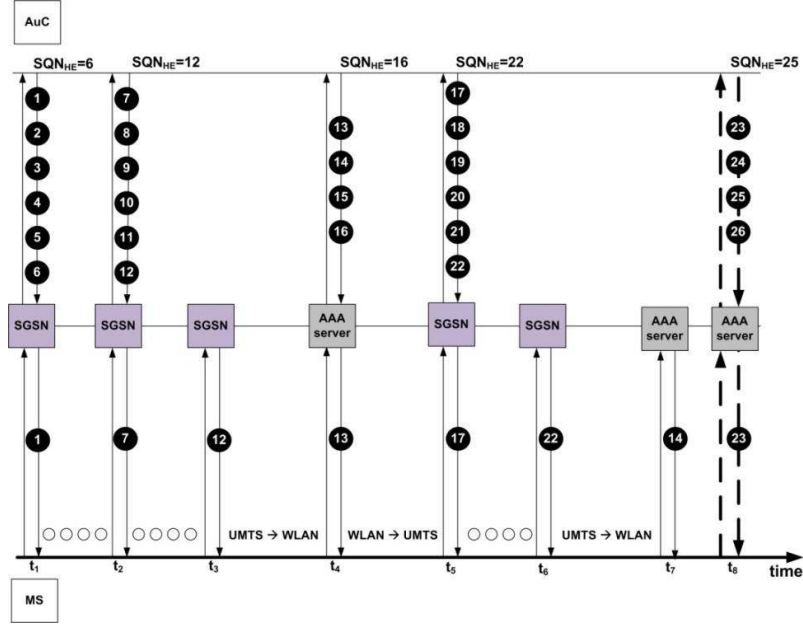 AuC
SQNHE=6 SQNHE=12 SQNHE=16 SQNHE=22 SQNHE=25
1 7 17
2 8 13 18 23
3 9 14 19 24
4 10 15 20 25
5 11 16 21 26
6 12 22
SGSN SGSN SGSN AAA server SGSN SGSN AAA server AAA server
1 7 12 13 17 22 14 23
UMTS → WLAN WLAN → UMTS UMTS → WLAN
t1 t2 t3 t4 t5 t6 t7 t8 time
MS